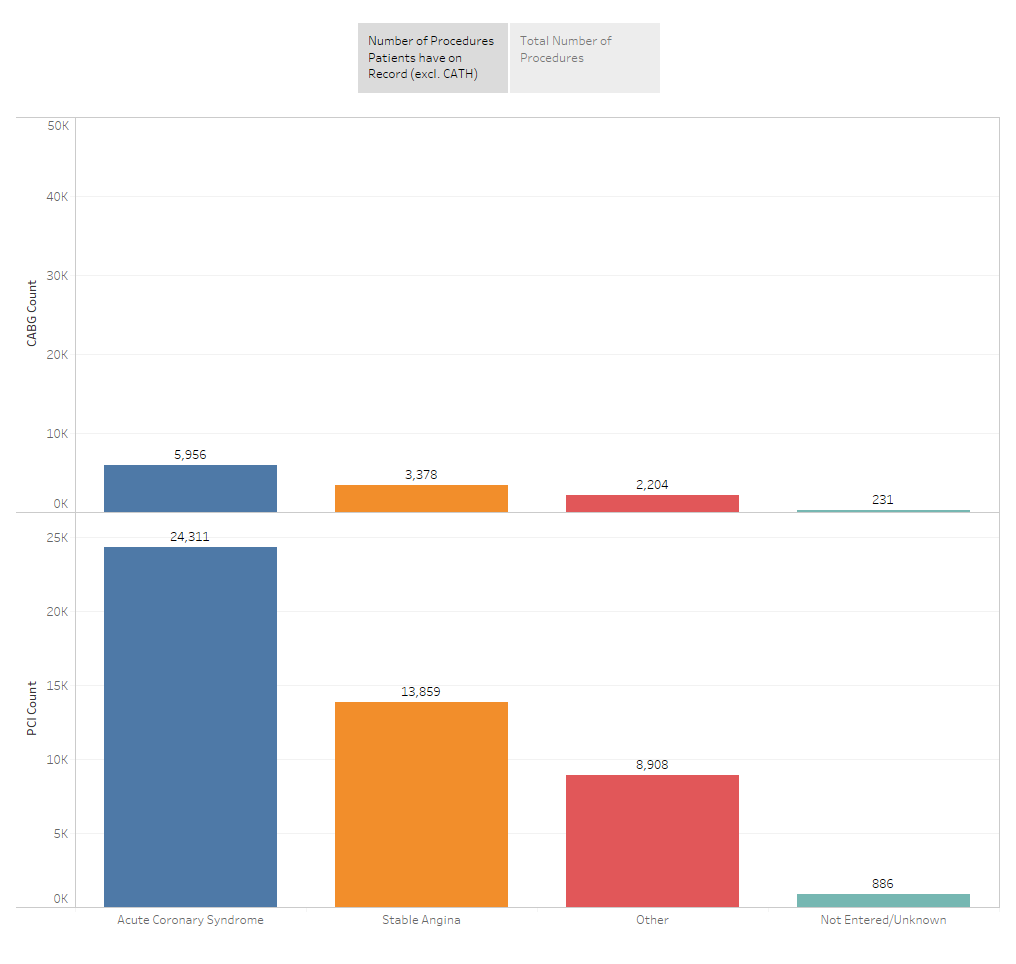 Number of Procedures
Patients have on
Record (excl. CATH)
Total Number of
Procedures
50K
40K
30K
20K
10K
0K
CABG Count
5,956
3,378
2,204
231
25K
20K
15K
10K
5K
0K
PCI Count
24,311
13,859
8,908
886
Acute Coronary Syndrome
Stable Angina
Other
Not Entered/Unknown